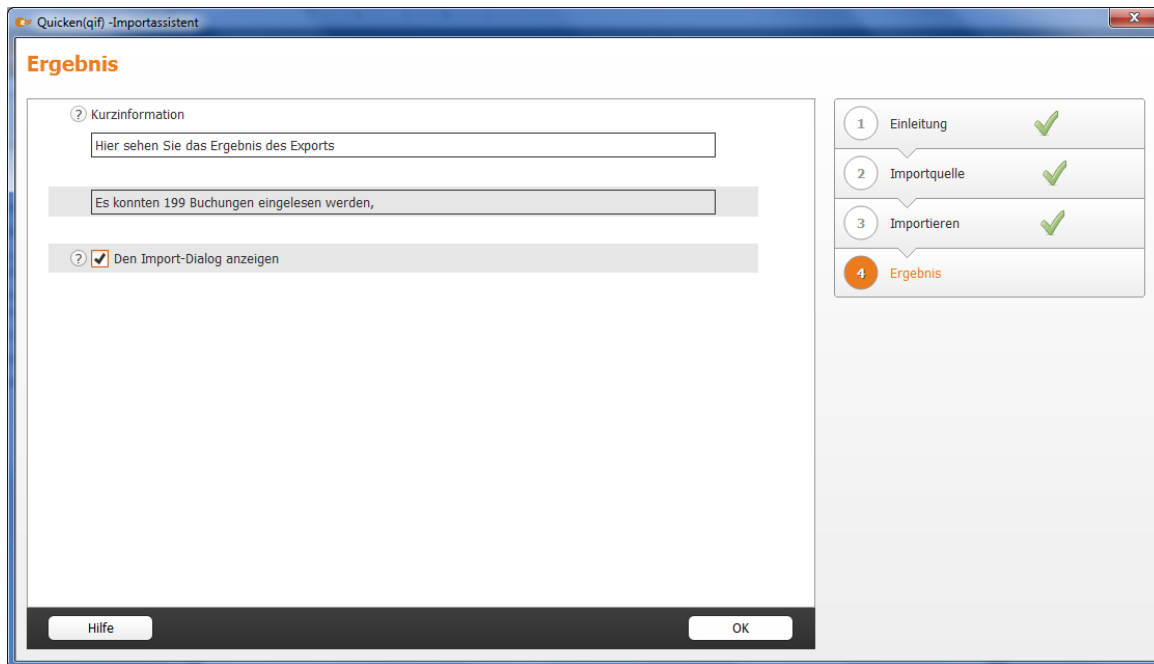 Quicken(qif) -Importassistent
x
Ergebnis
? Kurzinformation
Hier sehen Sie das Ergebnis des Exports
Es konnten 199 Buchungen eingelesen werden,
? Den Import-Dialog anzeigen
Hilfe
OK
1 Einleitung
2 Importquelle
3 Importieren
4 Ergebnis